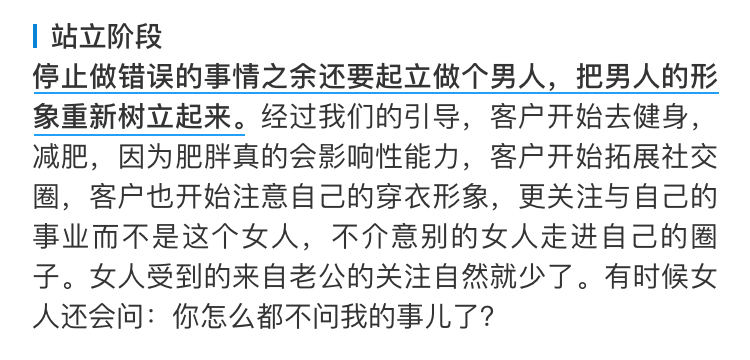 站立阶段
停止做错误的事情之余还要起立做个男人，把男人的形
象重新树立起来。经过我们的引导，客户开始去健身，
减肥，因为肥胖真的会影响性能力，客户开始拓展社交
圈，客户也开始注意自己的穿衣形象，更关注与自己的
事业而不是这个女人，不介意别的女人走进自己的圈
子。女人受到的来自老公的关注自然就少了。有时候女
人还会问：你怎么都不问我的事儿了？